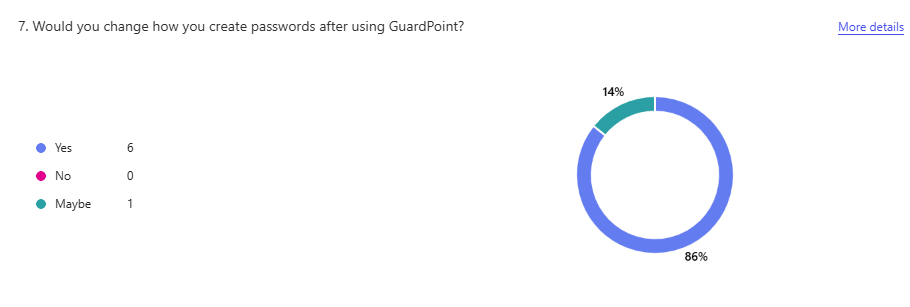 7. Would you change how you create passwords after using GuardPoint?
More details
14%
Yes 6
No 0
Maybe 1
86%